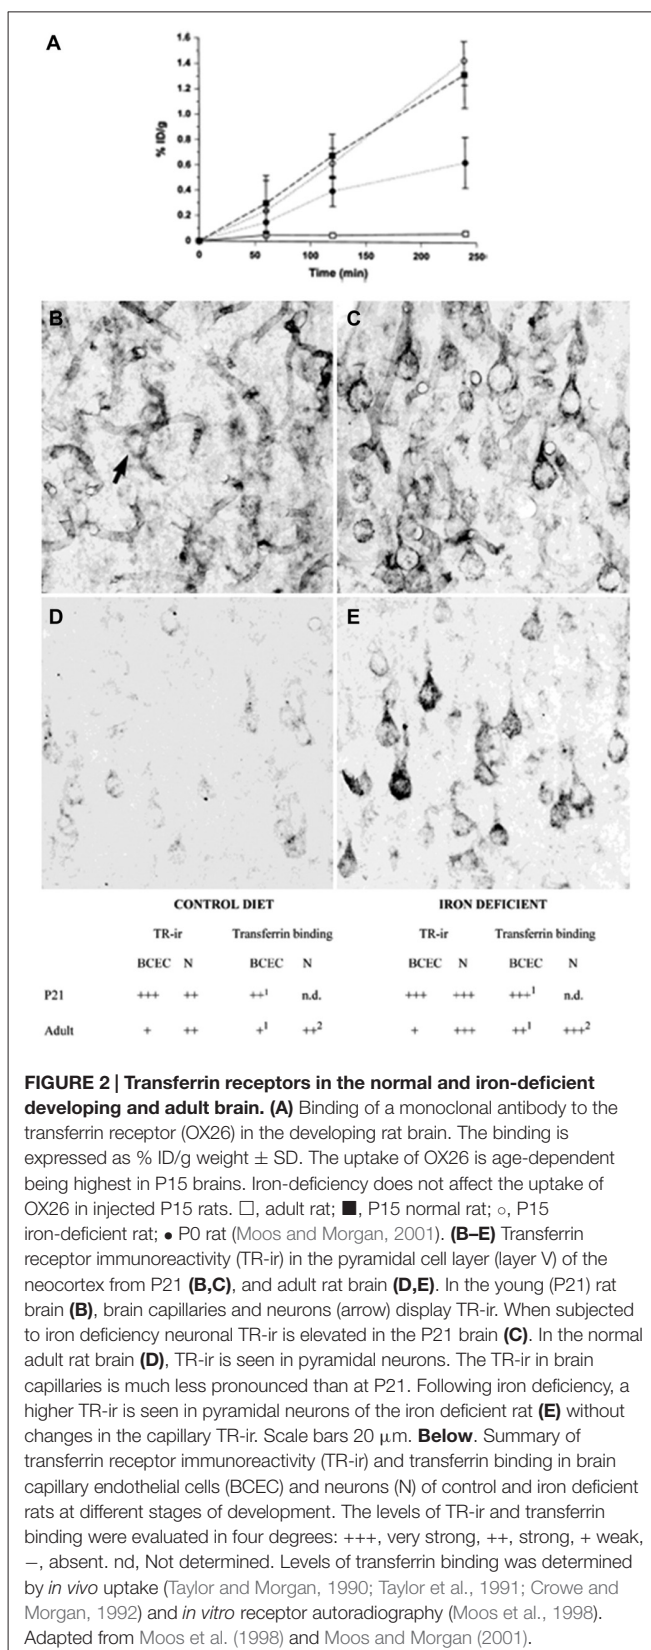 A
1.6
1.4
1.2
1.0
0.8
0.6
0.4
0.2
0
% ID/g
0 50 100 150 200 250
Time (min)
B C
D E
CONTROL DIET IRON DEFICIENT
TR-ir Transferrin binding TR-ir Transferrin binding
BCEC N BCEC N BCEC N BCEC N
P21 +++ ++ ++¹ n.d. +++ +++ +++¹ n.d.
Adult + ++ +¹ ++² + +++ ++¹ +++²
FIGURE 2 | Transferrin receptors in the normal and iron-deficient
developing and adult brain. (A) Binding of a monoclonal antibody to the
transferrin receptor (OX26) in the developing rat brain. The binding is
expressed as % ID/g weight ± SD. The uptake of OX26 is age-dependent
being highest in P15 brains. Iron-deficiency does not affect the uptake of
OX26 in injected P15 rats. □, adult rat; ■, P15 normal rat; ○, P15
iron-deficient rat; ● P0 rat (Moos and Morgan, 2001). (B–E) Transferrin
receptor immunoreactivity (TR-ir) in the pyramidal cell layer (layer V) of the
neocortex from P21 (B,C), and adult rat brain (D,E). In the young (P21) rat
brain (B), brain capillaries and neurons (arrow) display TR-ir. When subjected
to iron deficiency neuronal TR-ir is elevated in the P21 brain (C). In the normal
adult rat brain (D), TR-ir is seen in pyramidal neurons. The TR-ir in brain
capillaries is much less pronounced than at P21. Following iron deficiency, a
higher TR-ir is seen in pyramidal neurons of the iron deficient rat (E) without
changes in the capillary TR-ir. Scale bars 20 μm. Below. Summary of
transferrin receptor immunoreactivity (TR-ir) and transferrin binding in brain
capillary endothelial cells (BCEC) and neurons (N) of control and iron deficient
rats at different stages of development. The levels of TR-ir and transferrin
binding were evaluated in four degrees: +++, very strong, ++, strong, + weak,
−, absent. nd, Not determined. Levels of transferrin binding was determined
by in vivo uptake (Taylor and Morgan, 1990; Taylor et al., 1991; Crowe and
Morgan, 1992) and in vitro receptor autoradiography (Moos et al., 1998).
Adapted from Moos et al. (1998) and Moos and Morgan (2001).